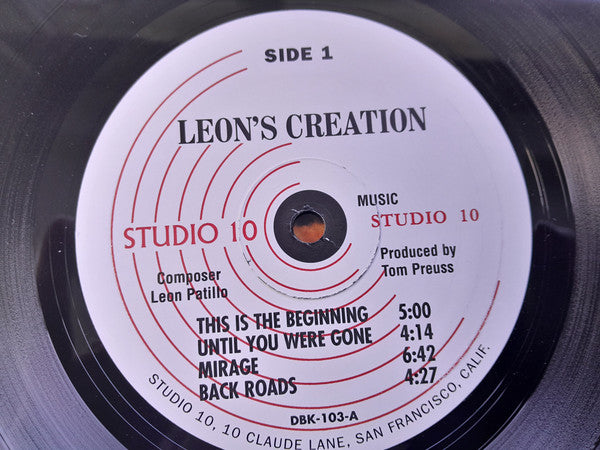 SIDE 1
LEON'S CREATION
STUDIO 10
MUSIC
STUDIO 10
Composer
Leon Patillo
Produced by
Tom Preuss
THIS IS THE BEGINNING 5:00
UNTIL YOU WERE GONE 4:14
MIRAGE 6:42
BACK ROADS 4:27
DBK-103-A
STUDIO 10, 10 CLAUDE LANE, SAN FRANCISCO, CALIF.